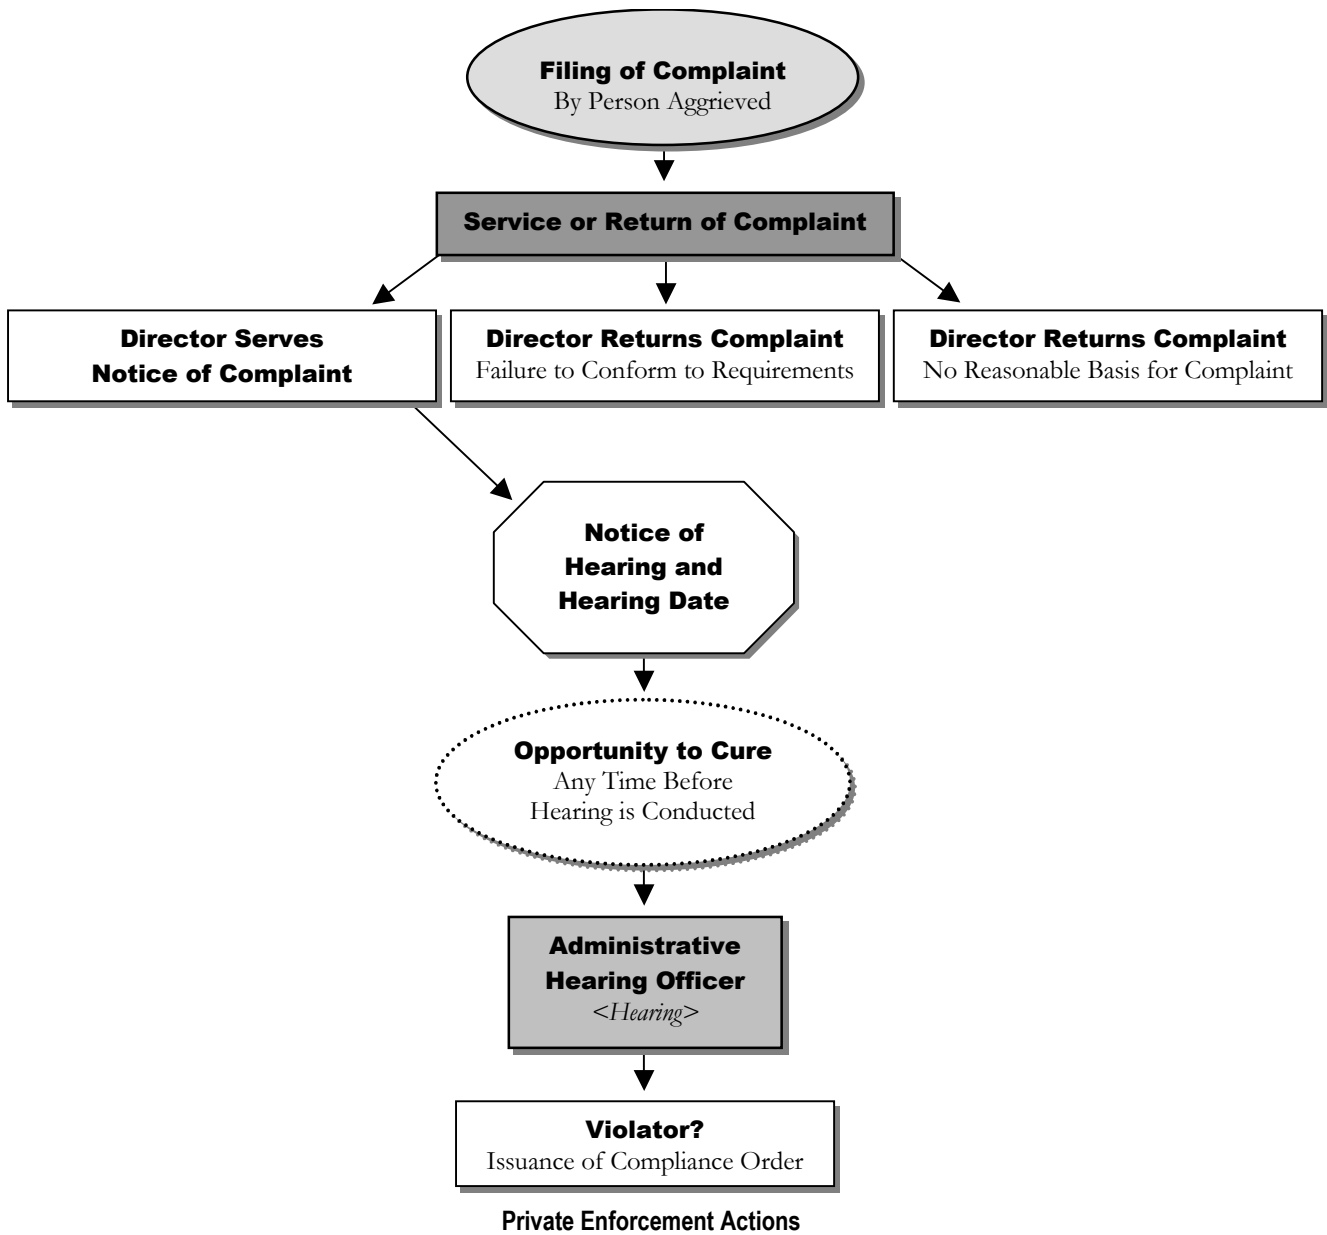 Filing of Complaint
By Person Aggrieved
Service or Return of Complaint
Director Serves
Notice of Complaint
Director Returns Complaint
Failure to Conform to Requirements
Director Returns Complaint
No Reasonable Basis for Complaint
Notice of
Hearing and
Hearing Date
Opportunity to Cure
Any Time Before
Hearing is Conducted
Administrative
Hearing Officer
<Hearing>
Violator?
Issuance of Compliance Order
Private Enforcement Actions